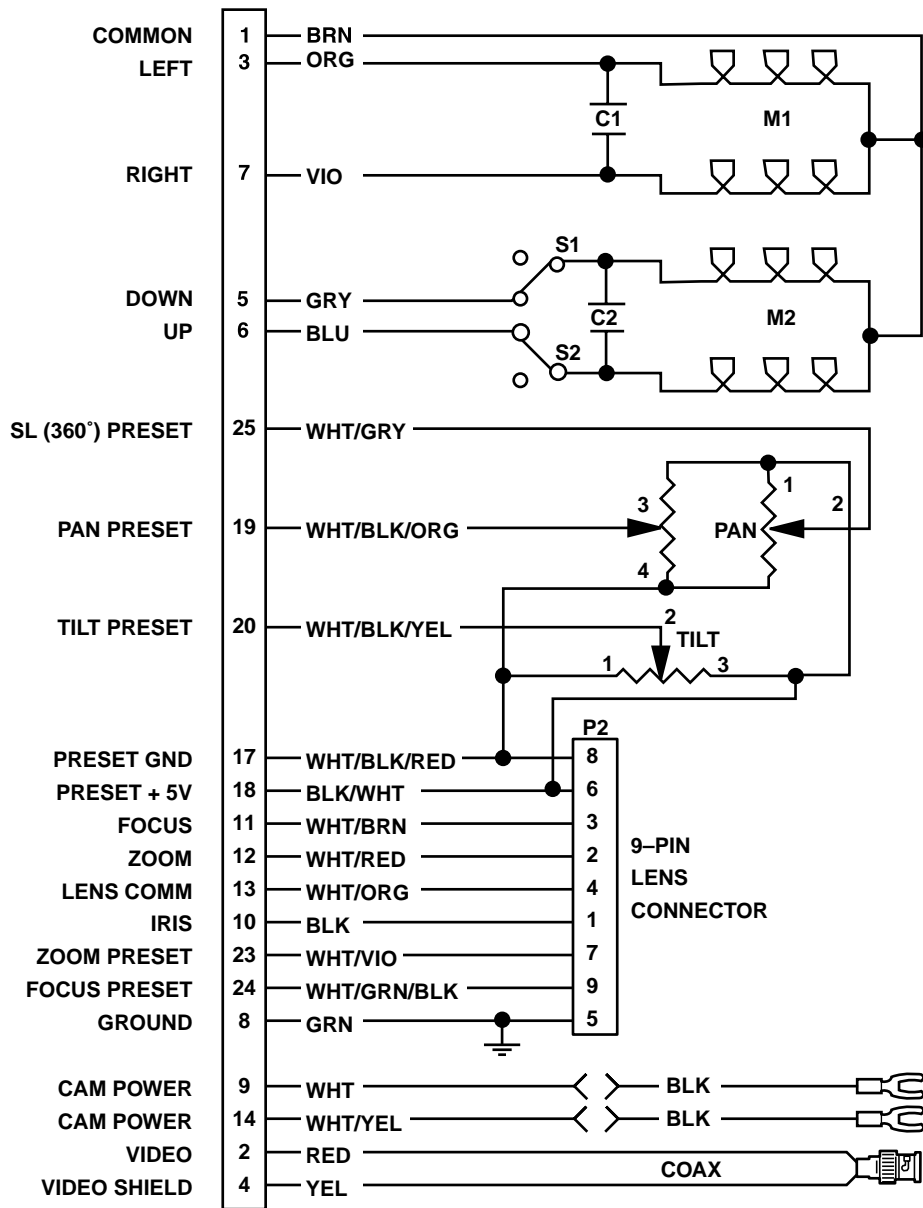 COMMON 1 BRN
LEFT 3 ORG
C1 M1
RIGHT 7 VIO
S1
DOWN 5 GRY
C2 M2
UP 6 BLU
S2
SL (360˚) PRESET 25 WHT/GRY
1
3 2
PAN PRESET 19 WHT/BLK/ORG PAN
4
TILT PRESET 20 WHT/BLK/YEL 2
TILT
1 3
P2
PRESET GND 17 WHT/BLK/RED 8
PRESET + 5V 18 BLK/WHT 6
FOCUS 11 WHT/BRN 3
ZOOM 12 WHT/RED 2
LENS COMM 13 WHT/ORG 4
IRIS 10 BLK 1
ZOOM PRESET 23 WHT/VIO 7
FOCUS PRESET 24 WHT/GRN/BLK 9
GROUND 8 GRN 5
9–PIN
LENS
CONNECTOR
CAM POWER 9 WHT BLK
CAM POWER 14 WHT/YEL BLK
VIDEO 2 RED
COAX
VIDEO SHIELD 4 YEL